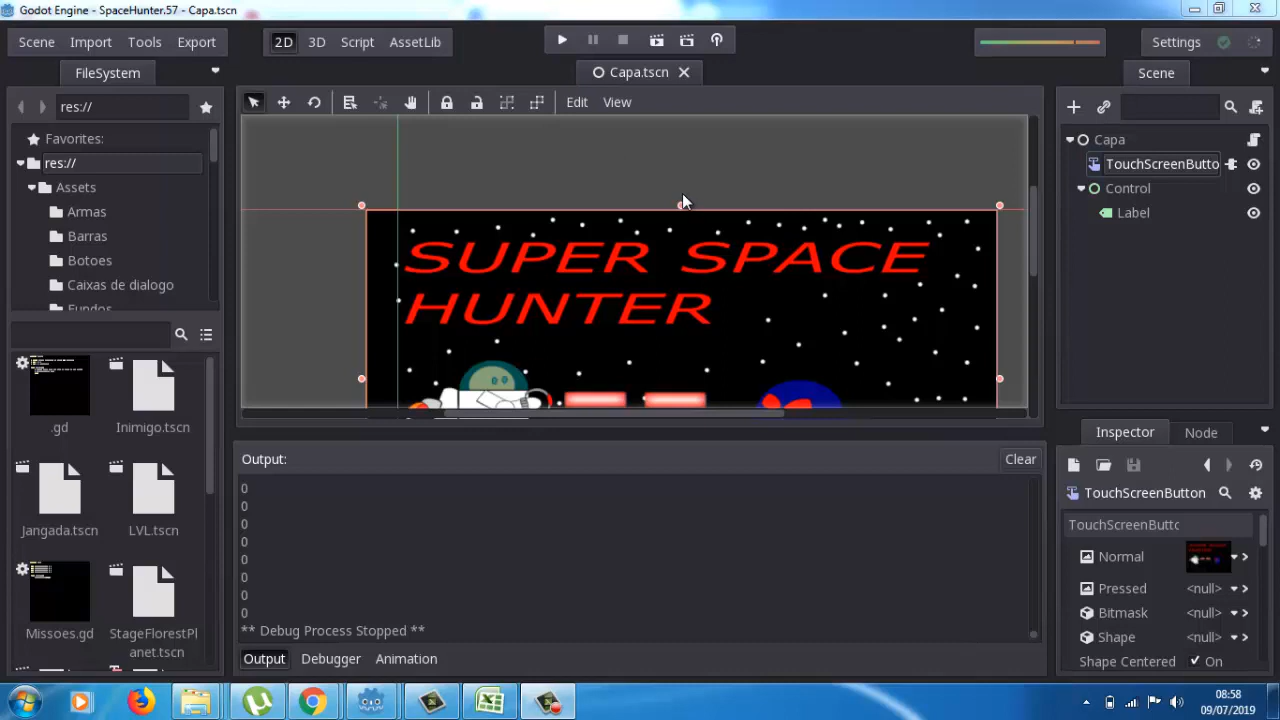 Godot Engine - SpaceHunter.57 - Capa.tscn
Scene Import Tools Export 2D 3D Script AssetLib Settings
FileSystem Capa.tscn Scene
res:// Edit View
Favorites:
res://
Assets
Armas
Barras
Botoes
Caixas de dialogo
Fundos
.gd Inimigo.tscn
Jangada.tscn LVL.tscn
Missoes.gd StageForestPl
anet.tscn
SUPER SPACE
HUNTER
Output: Clear
0
0
0
0
0
0
0
0
** Debug Process Stopped **
Output Debugger Animation
Capa
TouchScreenButto
Control
Label
Inspector Node
TouchScreenButton
TouchScreenButtc
Normal
Pressed <null>
Bitmask <null>
Shape <null>
Shape Centered On
08:58
09/07/2019